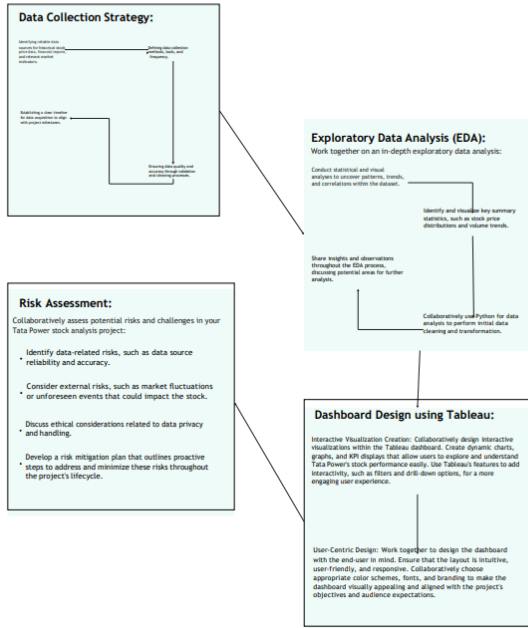 Data Collection Strategy:
Identifying reliable data
sources for historical stock
price data, financial reports,
and relevant market
indicators.
Defining data collection
methods, tools, and
frequency.
Establishing a clear timeline
for data acquisition to align
with project milestones.
Ensuring data quality and
accuracy through validation
and cleaning processes.
Exploratory Data Analysis (EDA):
Work together on an in-depth exploratory data analysis:
Conduct statistical and visual
analyses to uncover patterns, trends,
and correlations within the dataset.
Identify and visualize key summary
statistics, such as stock price
distributions and volume trends.
Share insights and observations
throughout the EDA process,
discussing potential areas for further
analysis.
Collaboratively use Python for data
analysis to perform initial data
cleaning and transformation.
Risk Assessment:
Collaboratively assess potential risks and challenges in your
Tata Power stock analysis project:
• Identify data-related risks, such as data source
reliability and accuracy.
• Consider external risks, such as market fluctuations
or unforeseen events that could impact the stock.
• Discuss ethical considerations related to data privacy
and handling.
• Develop a risk mitigation plan that outlines proactive
steps to address and minimize these risks throughout
the project's lifecycle.
Dashboard Design using Tableau:
Interactive Visualization Creation: Collaboratively design interactive
visualizations within the Tableau dashboard. Create dynamic charts,
graphs, and KPI displays that allow users to explore and understand
Tata Power's stock performance easily. Use Tableau's features to add
interactivity, such as filters and drill-down options, for a more
engaging user experience.
User-Centric Design: Work together to design the dashboard
with the end-user in mind. Ensure that the layout is intuitive,
user-friendly, and responsive. Collaboratively choose
appropriate color schemes, fonts, and branding to make the
dashboard visually appealing and aligned with the project's
objectives and audience expectations.